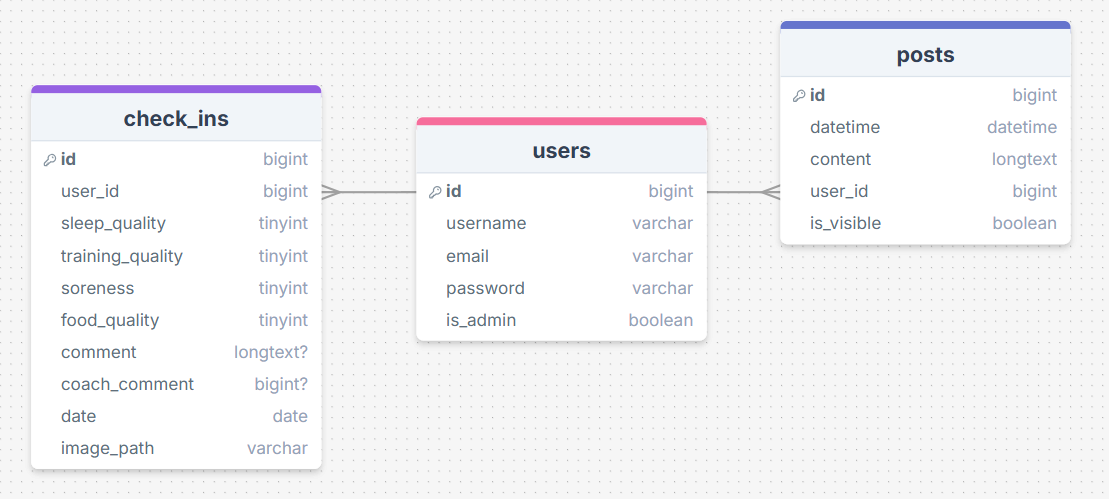 check_ins
id bigint
user_id bigint
sleep_quality tinyint
training_quality tinyint
soreness tinyint
food_quality tinyint
comment longtext?
coach_comment bigint?
date date
image_path varchar
users
id bigint
username varchar
email varchar
password varchar
is_admin boolean
posts
id bigint
datetime datetime
content longtext
user_id bigint
is_visible boolean